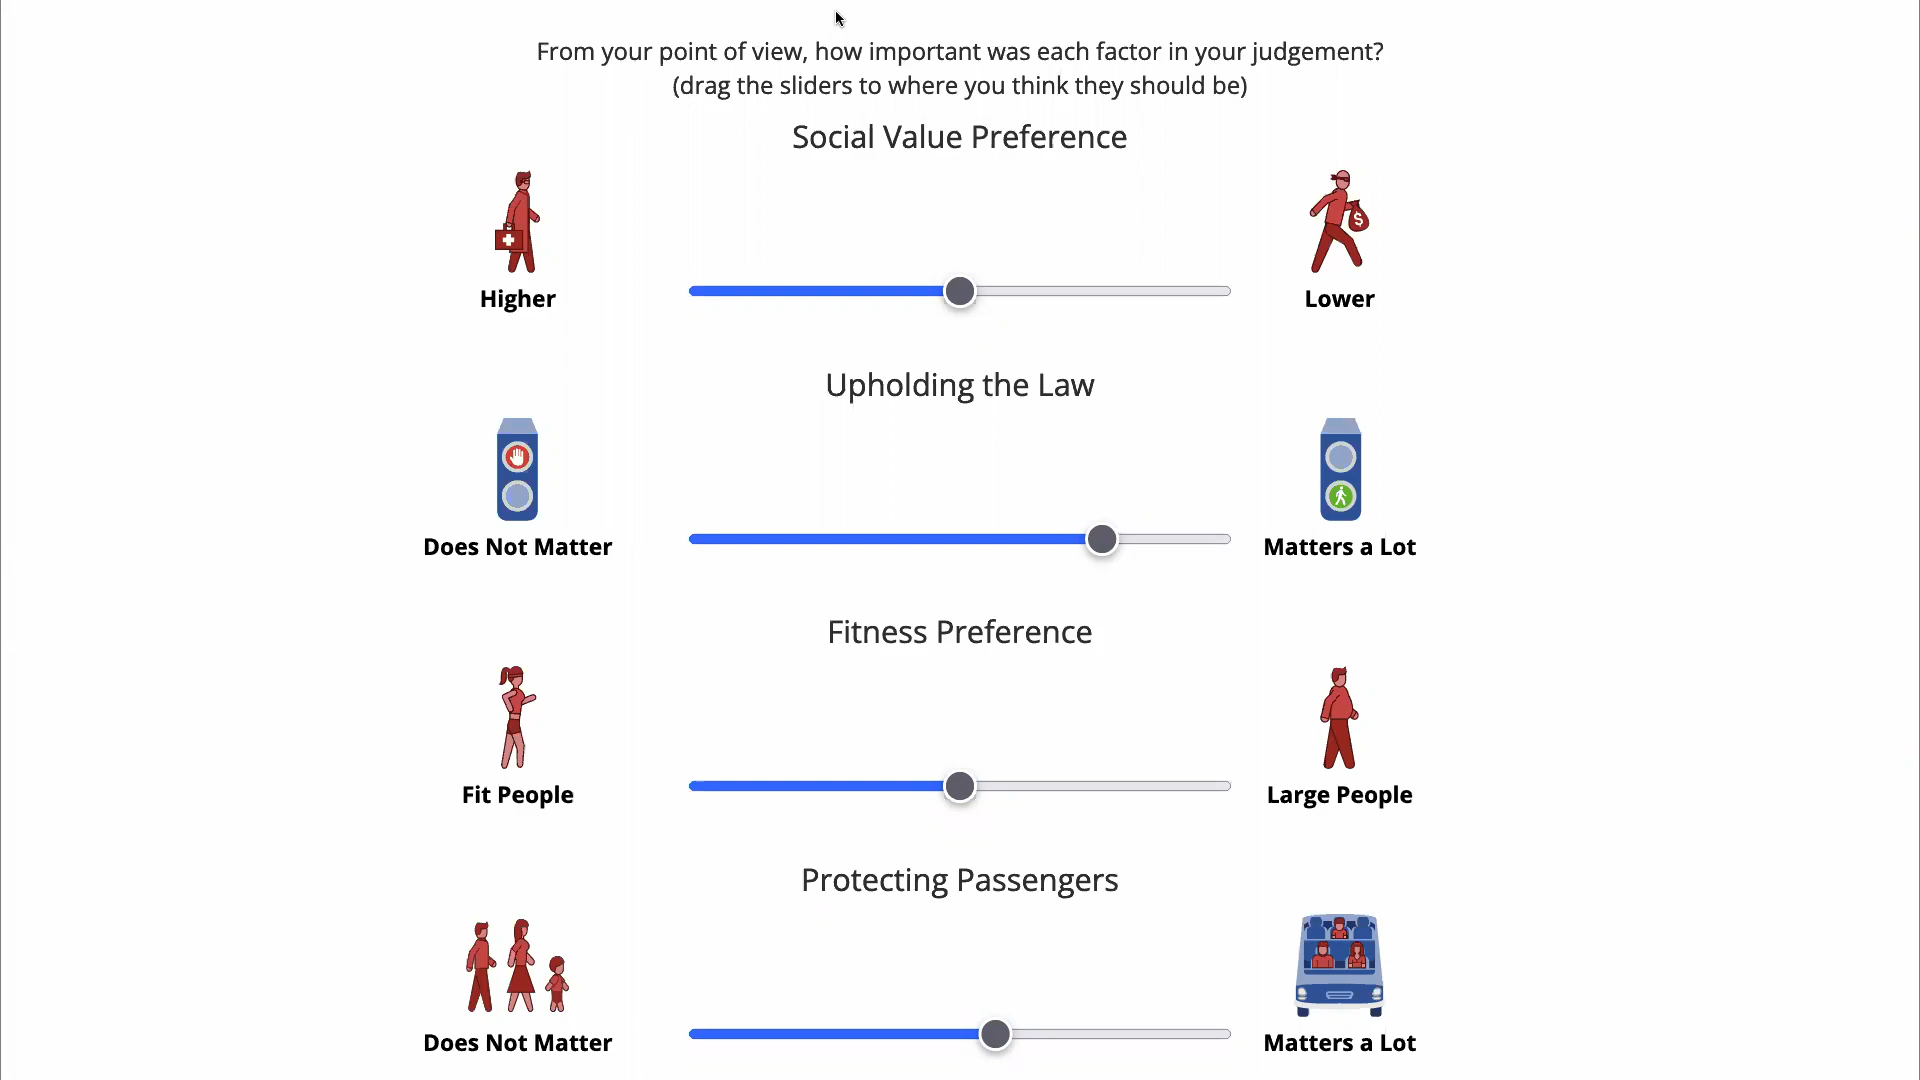 From your point of view, how important was each factor in your judgement?
(drag the sliders to where you think they should be)
Social Value Preference
$
Higher
Lower
Upholding the Law
Does Not Matter
Matters a Lot
Fitness Preference
Fit People
Large People
Protecting Passengers
Does Not Matter
Matters a Lot